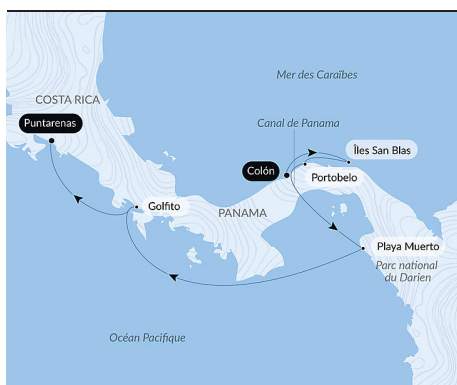 Mer des Caraïbes
COSTA RICA
Puntarenas
Canal de Panama
Îles San Blas
Colón
Portobelo
Golfito
PANAMA
Playa Muerto
Parc national
du Darien
Océan Pacifique